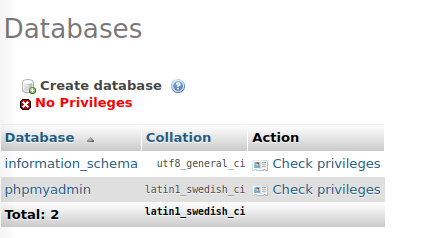 Databases
Create database
No Privileges
Database Collation Action
information_schema utf8_general_ci Check privileges
phpmyadmin latin1_swedish_ci Check privileges
Total: 2 latin1_swedish_ci